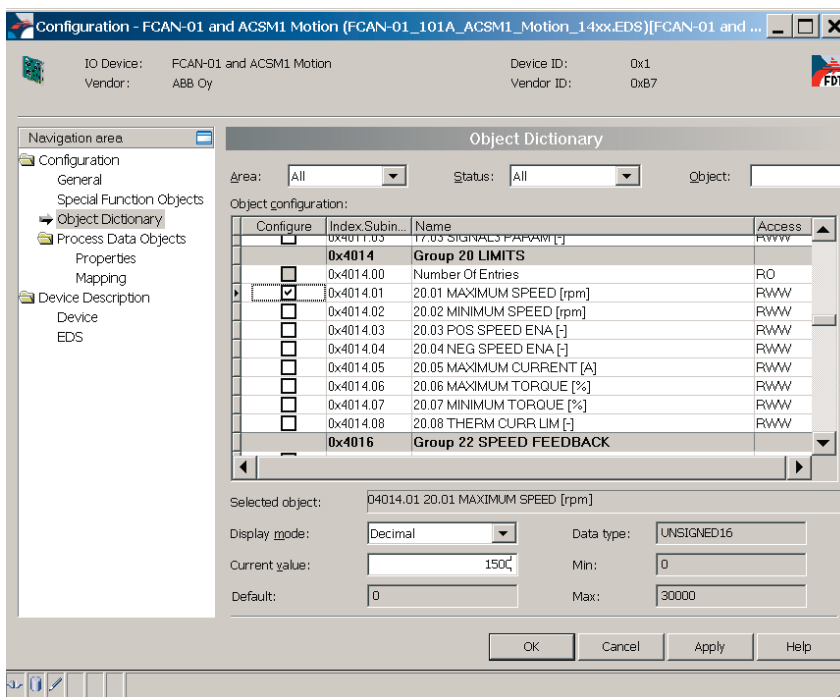 Configuration - FCAN-01 and ACSM1 Motion (FCAN-01_101A_ACSM1_Motion_14xx.EDS)[FCAN-01 and ...
IO Device: FCAN-01 and ACSM1 Motion Device ID: 0x1
Vendor: ABB Oy Vendor ID: 0xB7
FDT
Navigation area
Configuration
General
Special Function Objects
Object Dictionary
Process Data Objects
Properties
Mapping
Device Description
Device
EDS
Object Dictionary
Area: All Status: All Object:
Object configuration:
Configure Index.Subin... Name Access
0x4011.03 17.03 SIGNAL3 PARAM [-] RWW
0x4014 Group 20 LIMITS
0x4014.00 Number Of Entries RO
0x4014.01 20.01 MAXIMUM SPEED [rpm] RWW
0x4014.02 20.02 MINIMUM SPEED [rpm] RWW
0x4014.03 20.03 POS SPEED ENA [-] RWW
0x4014.04 20.04 NEG SPEED ENA [-] RWW
0x4014.05 20.05 MAXIMUM CURRENT [A] RWW
0x4014.06 20.06 MAXIMUM TORQUE [%] RWW
0x4014.07 20.07 MINIMUM TORQUE [%] RWW
0x4014.08 20.08 THERM CURR LIM [-] RWW
0x4016 Group 22 SPEED FEEDBACK
Selected object: 04014.01 20.01 MAXIMUM SPEED [rpm]
Display mode: Decimal Data type: UNSIGNED16
Current value: 1500 Min: 0
Default: 0 Max: 30000
OK Cancel Apply Help